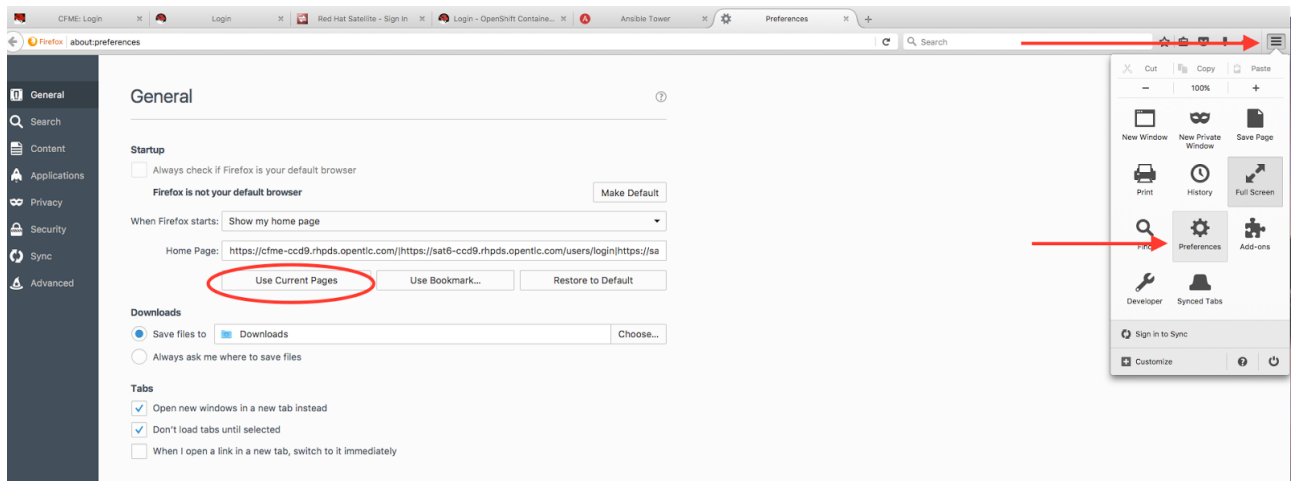 CFME: Login
Login
Red Hat Satellite - Sign In
Login - OpenShift Containe...
Ansible Tower
Preferences
Firefox
about:preferences
Search
General
Search
Content
Applications
Privacy
Security
Sync
Advanced
General
Startup
Always check if Firefox is your default browser
Firefox is not your default browser
Make Default
When Firefox starts: Show my home page
Home Page: https://cfme-ccd9.rhpds.opentlc.com/|https://sat6-ccd9.rhpds.opentlc.com/users/login|https://sa
Use Current Pages
Use Bookmark...
Restore to Default
Downloads
Save files to Downloads
Choose...
Always ask me where to save files
Tabs
Open new windows in a new tab instead
Don't load tabs until selected
When I open a link in a new tab, switch to it immediately
Cut
Copy
Paste
100%
New Window
New Private
Window
Save Page
Print
History
Full Screen
Find
Preferences
Add-ons
Developer
Synced Tabs
Sign in to Sync
Customize